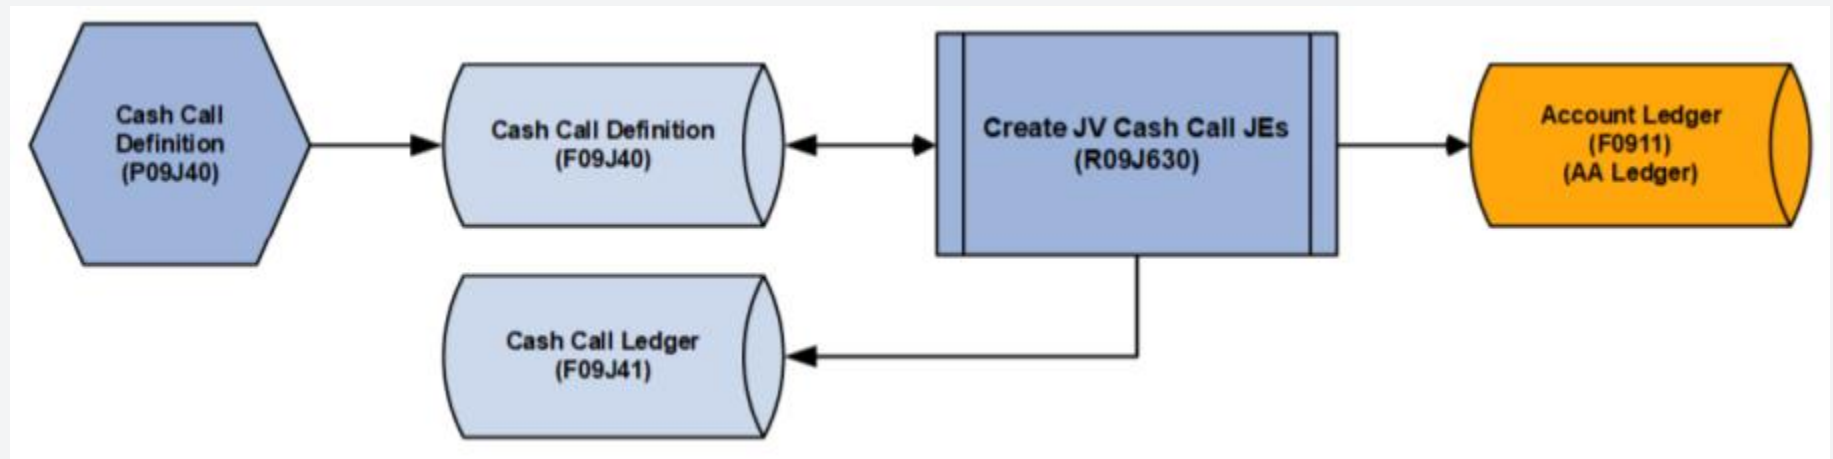 Cash Call
Definition
(P09J40)
Cash Call Definition
(F09J40)
Create JV Cash Call JEs
(R09J630)
Account Ledger
(F0911)
(AA Ledger)
Cash Call Ledger
(F09J41)